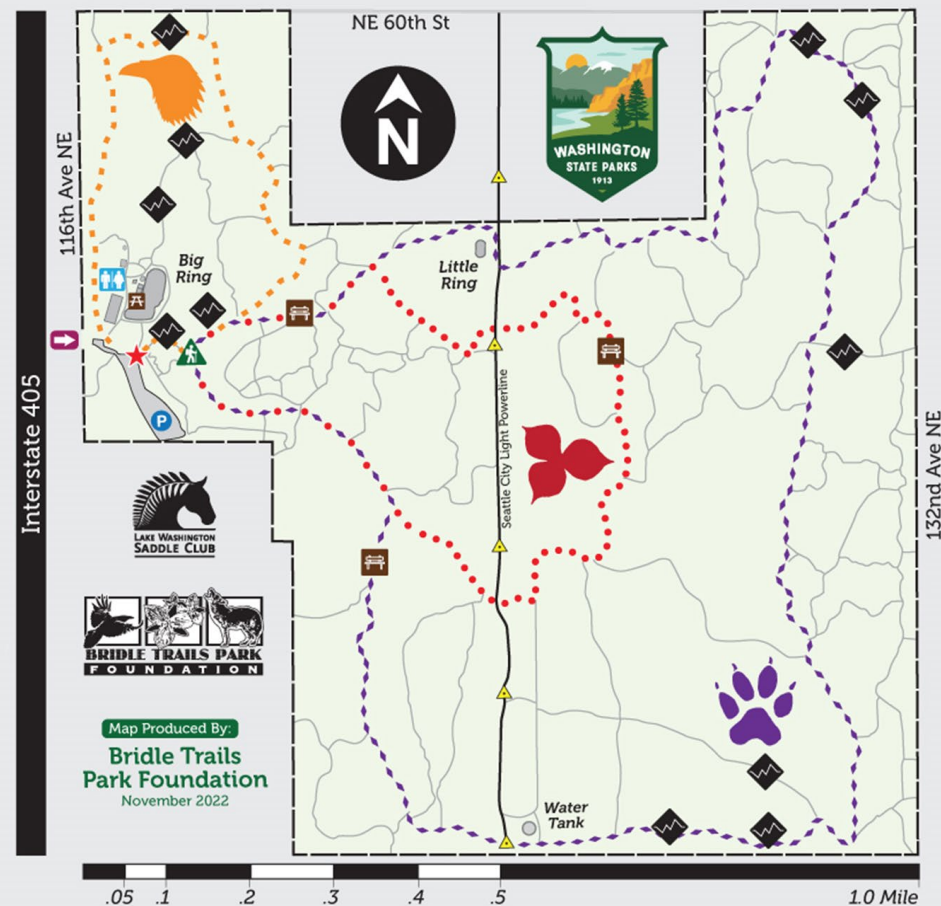 NE 60th St
N
WASHINGTON
STATE PARKS
1913
116th Ave NE
Big
Ring
Little
Ring
P
Interstate 405
Seattle City Light Powerline
132nd Ave NE
LAKE WASHINGTON
SADDLE CLUB
BRIDLE TRAILS PARK
FOUNDATION
Map Produced By:
Bridle Trails
Park Foundation
November 2022
Water
Tank
.05 .1 .2 .3 .4 .5 1.0 Mile